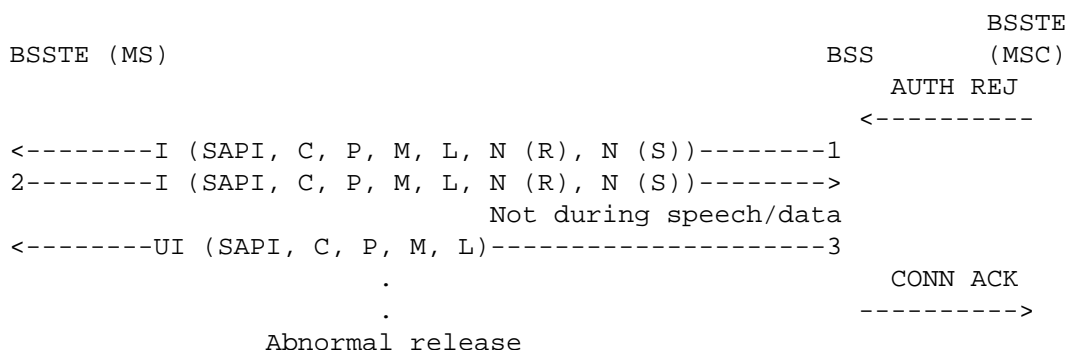 BSSTE
BSSTE (MS) BSS (MSC)
AUTH REJ
<----------
<--------I (SAPI, C, P, M, L, N (R), N (S))--------1
2--------I (SAPI, C, P, M, L, N (R), N (S))-------->
Not during speech/data
<--------UI (SAPI, C, P, M, L)---------------------3
. CONN ACK
. ---------->
Abnormal release